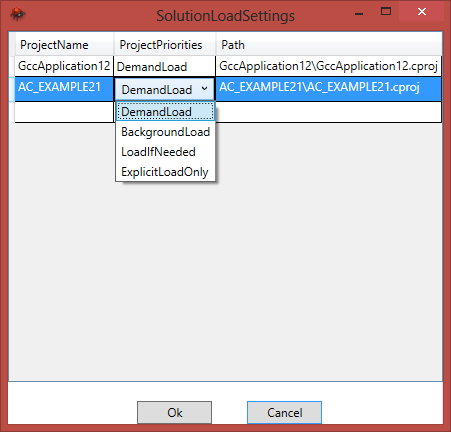 SolutionLoadSettings
ProjectName ProjectPriorities Path
GccApplication12 DemandLoad GccApplication12\GccApplication12.cproj
AC_EXAMPLE21 DemandLoad AC_EXAMPLE21\AC_EXAMPLE21.cproj
DemandLoad
BackgroundLoad
LoadIfNeeded
ExplicitLoadOnly
Ok Cancel